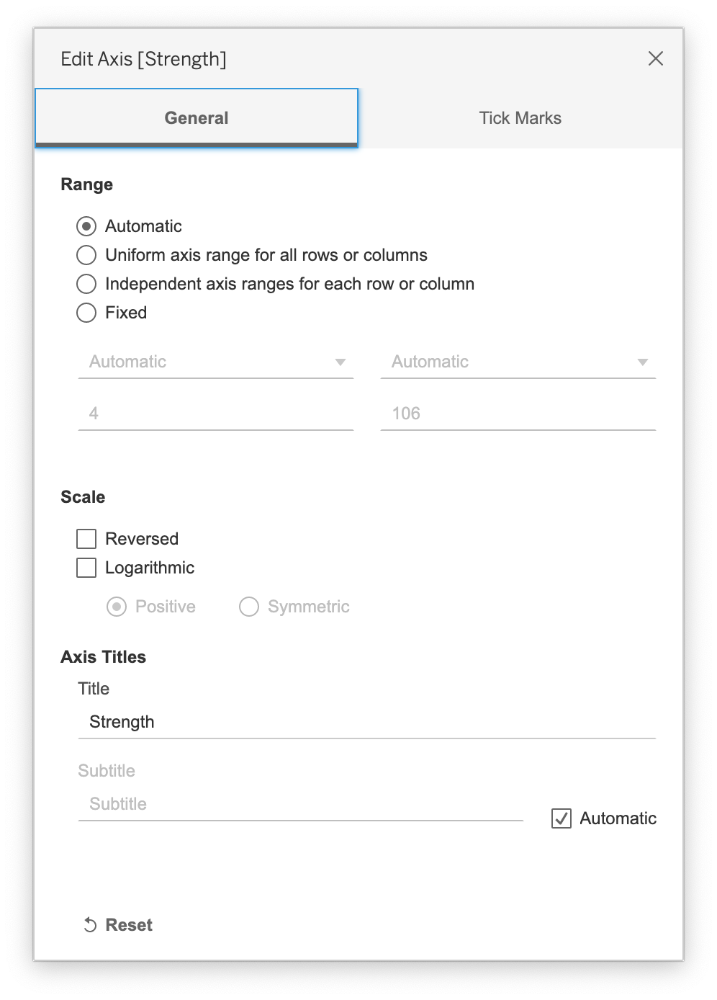 Edit Axis [Strength]
General
Tick Marks
Range
Automatic
Uniform axis range for all rows or columns
Independent axis ranges for each row or column
Fixed
Automatic
Automatic
4
106
Scale
Reversed
Logarithmic
Positive
Symmetric
Axis Titles
Title
Strength
Subtitle
Subtitle
Automatic
Reset